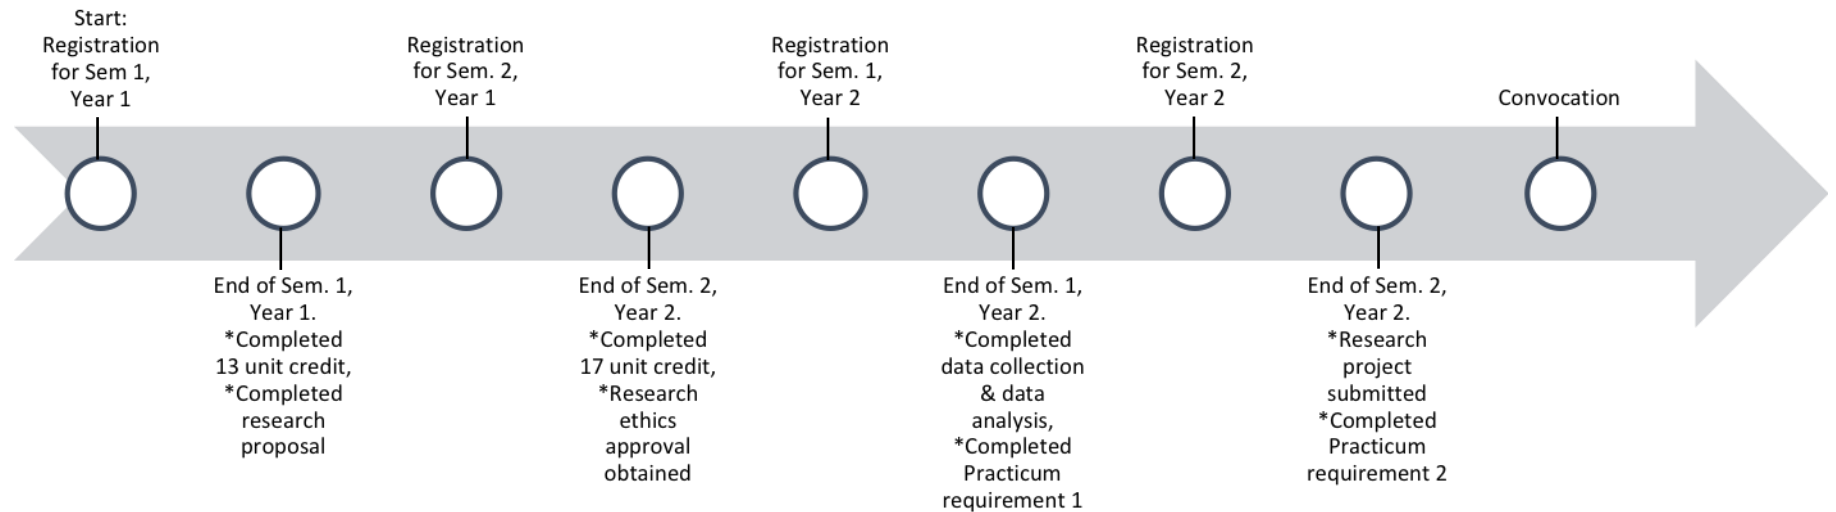 Start:
Registration
for Sem 1,
Year 1
Registration
for Sem. 2,
Year 1
Registration
for Sem. 1,
Year 2
Registration
for Sem. 2,
Year 2
Convocation
End of Sem. 1,
Year 1.
*Completed
13 unit credit,
*Completed
research
proposal
End of Sem. 2,
Year 2.
*Completed
17 unit credit,
*Research
ethics
approval
obtained
End of Sem. 1,
Year 2.
*Completed
data collection
& data
analysis,
*Completed
Practicum
requirement 1
End of Sem. 2,
Year 2.
*Research
project
submitted
*Completed
Practicum
requirement 2